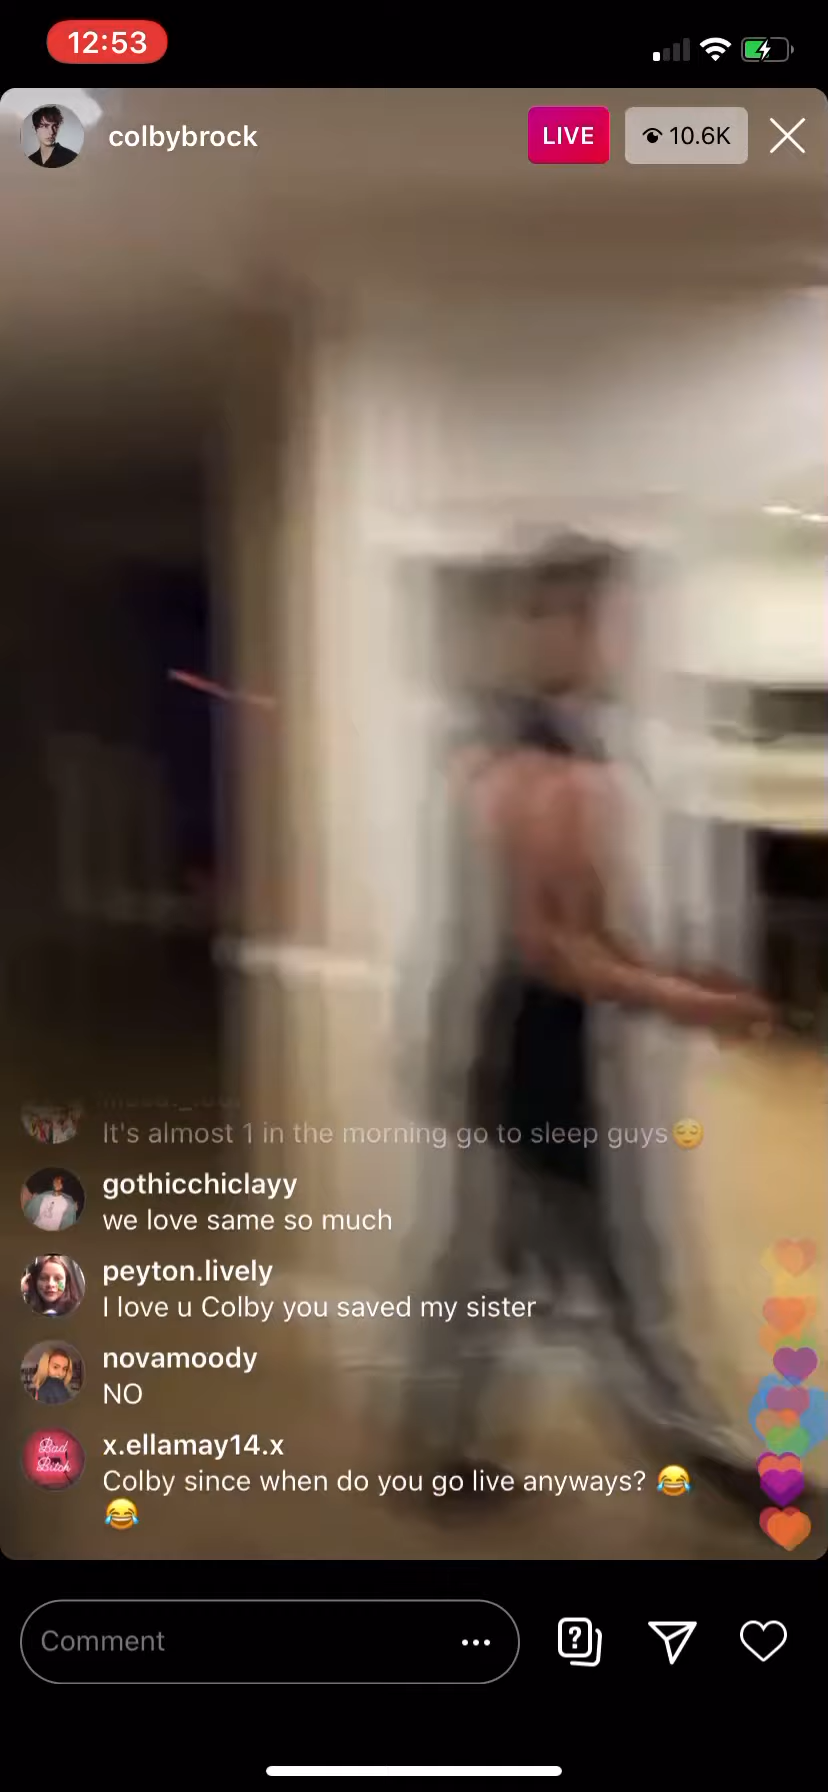 12:53
colbybrock
LIVE
10.6K
It's almost 1 in the morning go to sleep guys😌
gothicchiclayy
we love same so much
peyton.lively
I love u Colby you saved my sister
novamoody
NO
Bad
Bitch
x.ellamay14.x
Colby since when do you go live anyways? 😂
😂
Comment